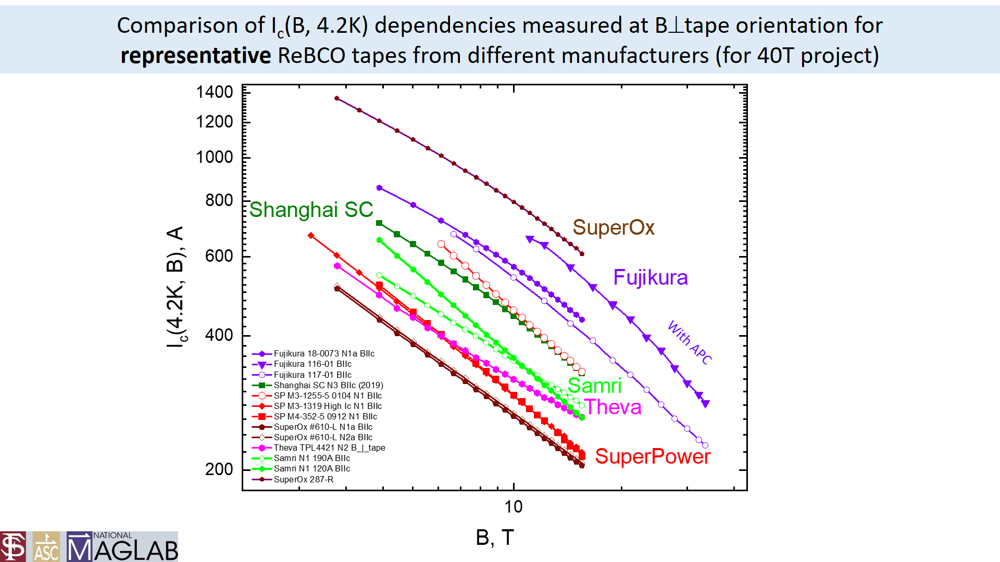 Comparison of Ic(B, 4.2K) dependencies measured at B⊥tape orientation for
representative ReBCO tapes from different manufacturers (for 40T project)
1400
1200
1000
800
600
400
200
Ic(4.2K, B), A
Shanghai SC
SuperOx
Fujikura
With APC
Samri
Theva
SuperPower
Fujikura 18-0073 N1a BIIc
Fujikura 116-01 BIIc
Fujikura 117-01 BIIc
Shanghai SC N3 BIIc (2019)
SP M3-1255-5 0104 N1 BIIc
SP M3-1319 High Ic N1 BIIc
SP M4-352-5 0912 N1 BIIc
SuperOx #610-L N1a BIIc
SuperOx #610-L N2a BIIc
Theva TPL4421 N2 B_|_tape
Samri N1 190A BIIc
Samri N1 120A BIIc
SuperOx 287-R
10
B, T
FS
ASC
NATIONAL
MAGLAB